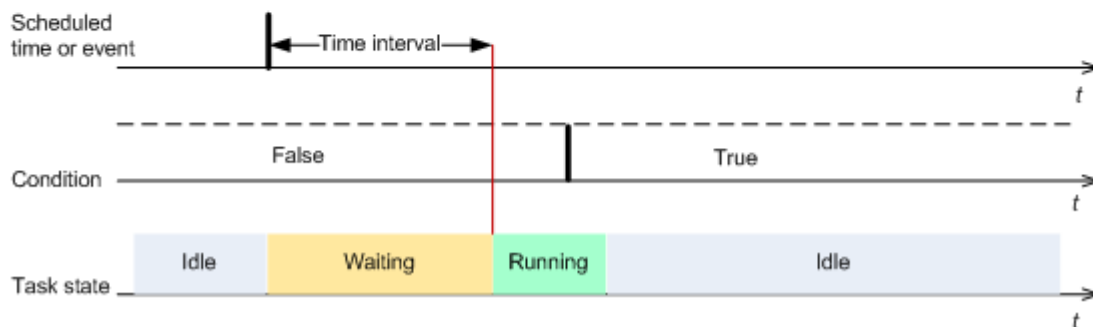 Scheduled
time or event
Time interval
t
False
True
Condition
t
Idle
Waiting
Running
Idle
Task state
t